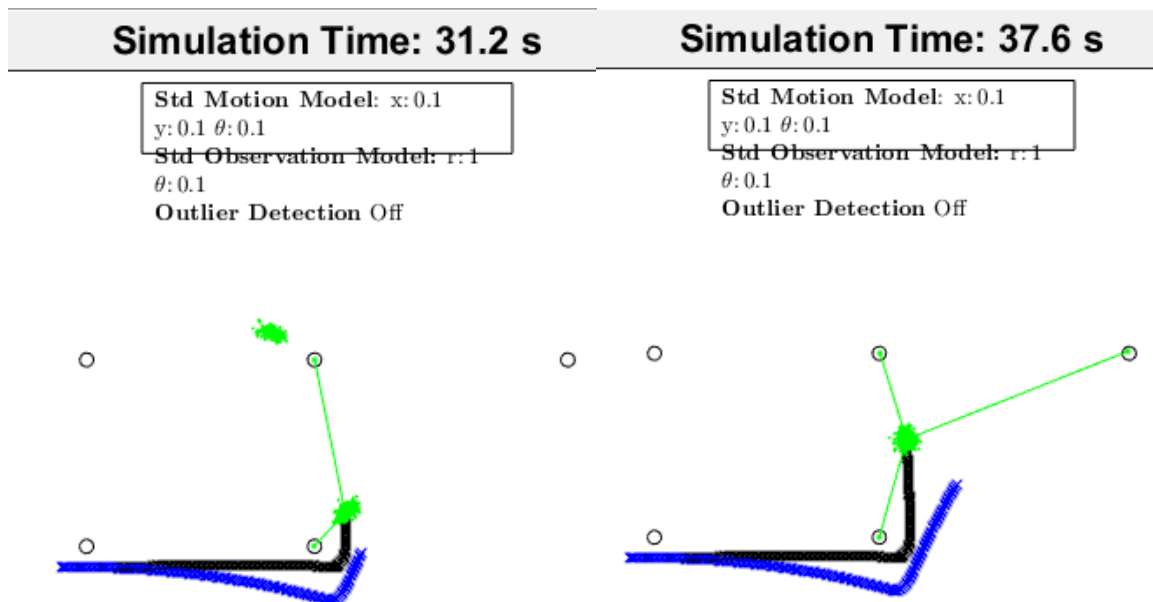 Simulation Time: 31.2 s
Std Motion Model: x: 0.1
y: 0.1 θ: 0.1
Std Observation Model: r: 1
θ: 0.1
Outlier Detection Off
Simulation Time: 37.6 s
Std Motion Model: x: 0.1
y: 0.1 θ: 0.1
Std Observation Model: r: 1
θ: 0.1
Outlier Detection Off